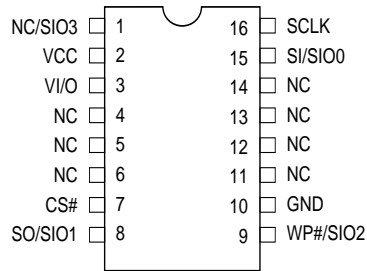 NC/SIO3 1 16 SCLK
VCC 2 15 SI/SIO0
VI/O 3 14 NC
NC 4 13 NC
NC 5 12 NC
NC 6 11 NC
CS# 7 10 GND
SO/SIO1 8 9 WP#/SIO2